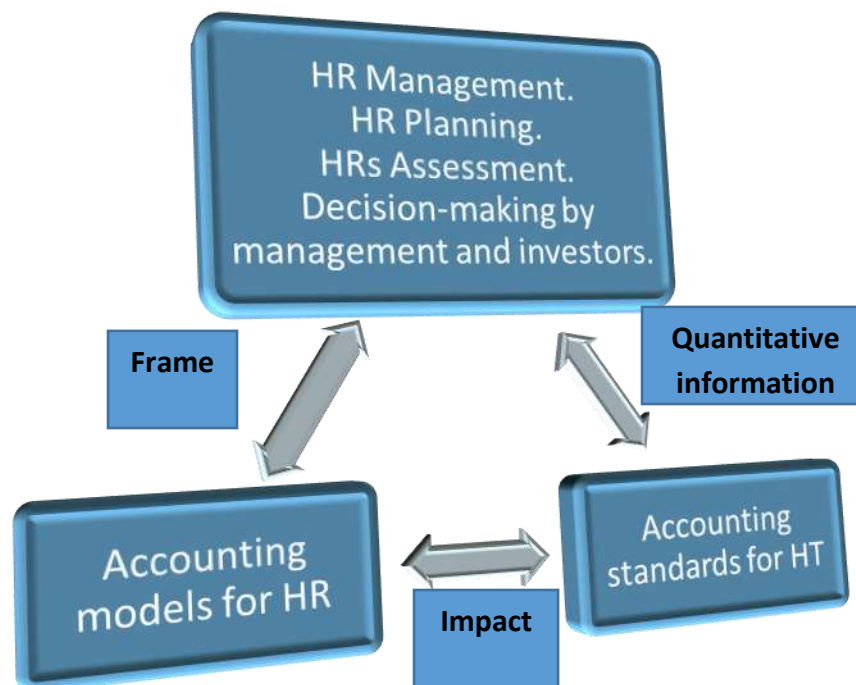 HR Management.
HR Planning.
HRs Assessment.
Decision-making by
management and investors.
Frame
Quantitative
information
Accounting
models for HR
Accounting
standards for HT
Impact